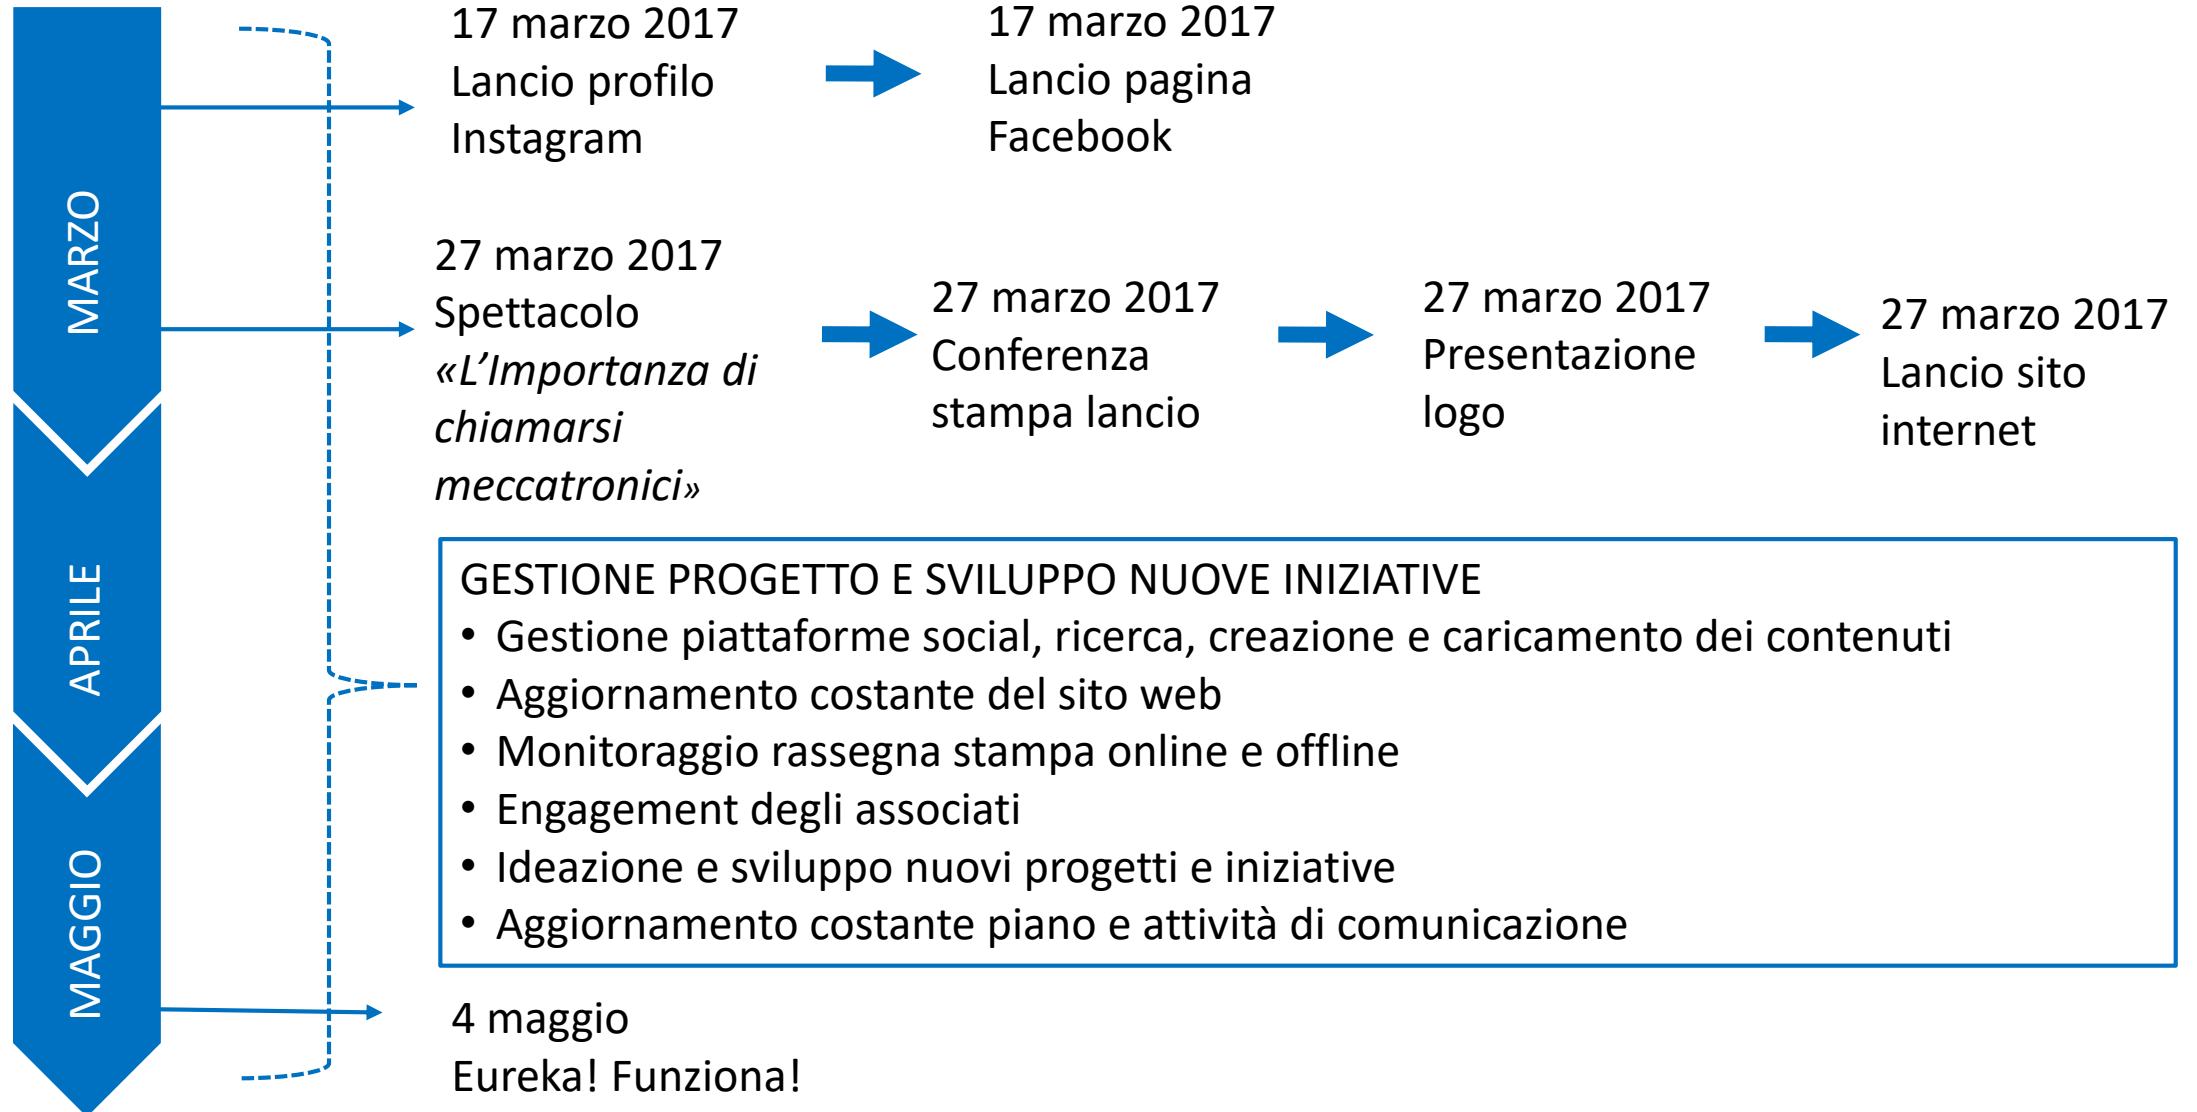 MARZO
APRILE
MAGGIO
17 marzo 2017
Lancio profilo
Instagram
17 marzo 2017
Lancio pagina
Facebook
27 marzo 2017
Spettacolo
«L’Importanza di
chiamarsi
meccatronici»
27 marzo 2017
Conferenza
stampa lancio
27 marzo 2017
Presentazione
logo
27 marzo 2017
Lancio sito
internet
GESTIONE PROGETTO E SVILUPPO NUOVE INIZIATIVE
• Gestione piattaforme social, ricerca, creazione e caricamento dei contenuti
• Aggiornamento costante del sito web
• Monitoraggio rassegna stampa online e offline
• Engagement degli associati
• Ideazione e sviluppo nuovi progetti e iniziative
• Aggiornamento costante piano e attività di comunicazione
4 maggio
Eureka! Funziona!